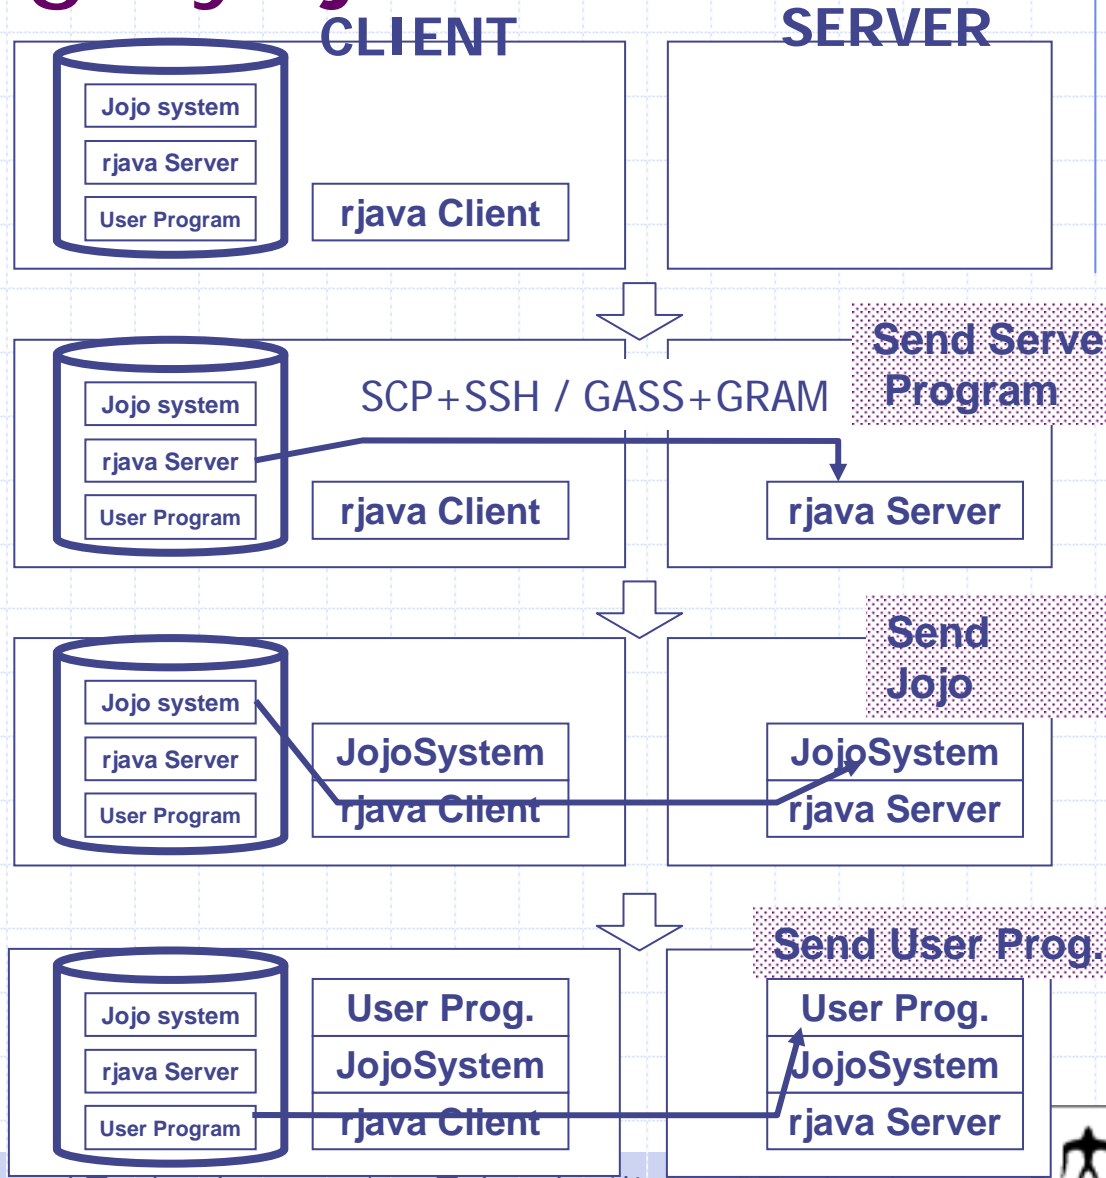 CLIENT
SERVER
Jojo system
rjava Server
User Program
rjava Client
Send Serve
Program
SCP+SSH / GASS+GRAM
Jojo system
rjava Server
User Program
rjava Client
rjava Server
Send
Jojo
Jojo system
rjava Server
User Program
JojoSystem
rjava Client
JojoSystem
rjava Server
Send User Prog.
Jojo system
rjava Server
User Program
User Prog.
JojoSystem
rjava Client
User Prog.
JojoSystem
rjava Server